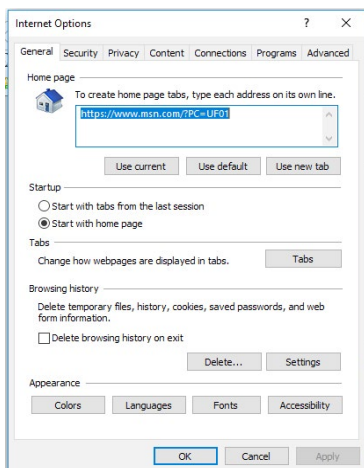 Internet Options ? X
General Security Privacy Content Connections Programs Advanced
Home page
To create home page tabs, type each address on its own line.
https://www.msn.com/?PC=UF01
Use current Use default Use new tab
Startup
Start with tabs from the last session
Start with home page
Tabs
Change how webpages are displayed in tabs. Tabs
Browsing history
Delete temporary files, history, cookies, saved passwords, and web
form information.
Delete browsing history on exit
Delete... Settings
Appearance
Colors Languages Fonts Accessibility
OK Cancel Apply